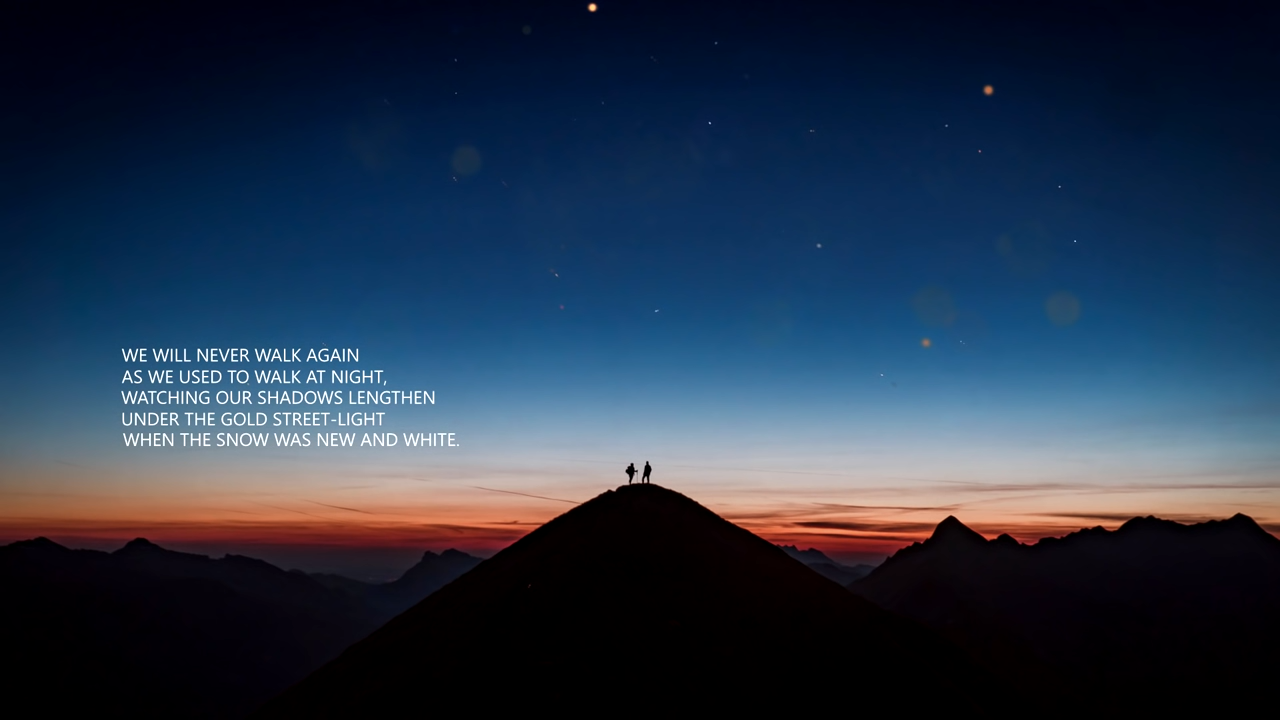 WE WILL NEVER WALK AGAIN
AS WE USED TO WALK AT NIGHT,
WATCHING OUR SHADOWS LENGTHEN
UNDER THE GOLD STREET-LIGHT
WHEN THE SNOW WAS NEW AND WHITE.